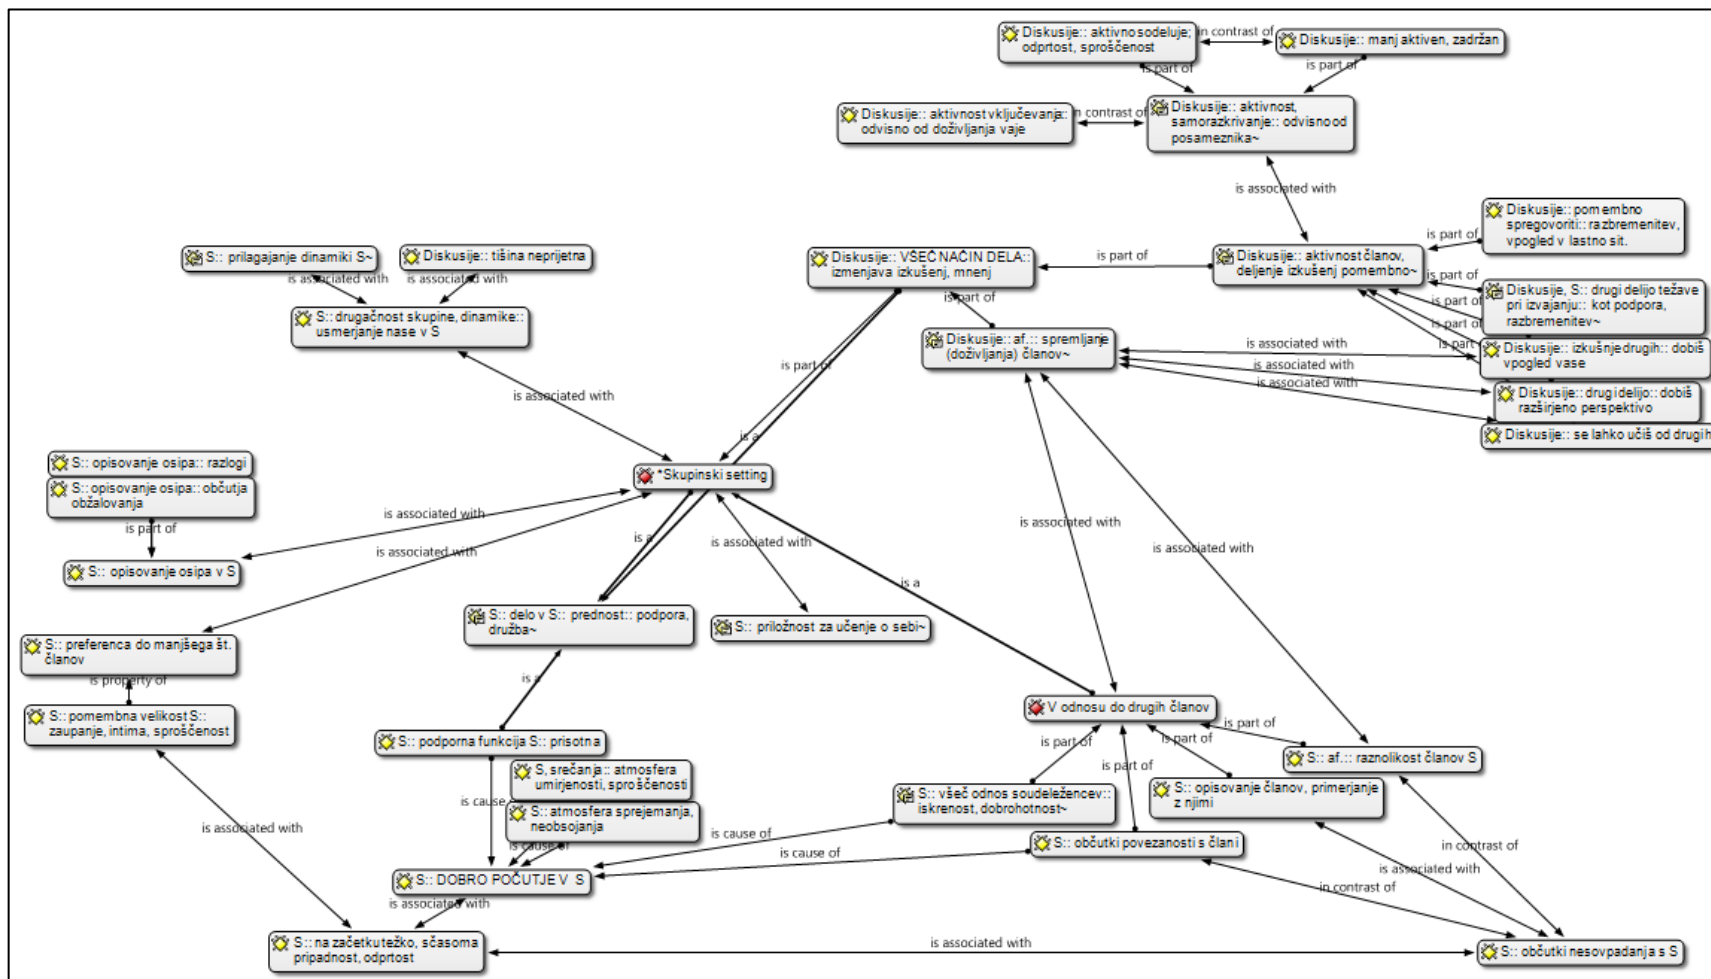 Diskusije:: aktivno sodeluje;
odprtost, sproščenost
in contrast of
Diskusije:: manj aktiven, zadržan
is part of
is part of
Diskusije:: aktivnost vključevanja::
odvisno od doživljanja vaje
in contrast of
Diskusije:: aktivnost,
samorazkrivanje:: odvisno od
posameznika~
is associated with
Diskusije:: pomembno
spregovoriti:: razbremenitev,
vpogled v lastno sit.
is part of
S:: prilagajanje dinamiki S~
Diskusije:: tišina neprijetna
Diskusije:: VŠEČ NAČIN DELA::
izmenjava izkušenj, mnenj
is part of
Diskusije:: aktivnost članov,
deljenje izkušenj pomembno~
is associated with
is associated with
is part of
Diskusije, S:: drugi delijo težave
pri izvajanju:: kot podpora,
razbremenitev~
is part of
is part of
is part of
is part of
S:: drugačnost skupine, dinamike::
usmerjanje nase v S
Diskusije:: af.:: spremljanje
(doživljanja) članov~
is associated with
Diskusije:: izkušnje drugih:: dobiš
vpogled vase
is part of
is associated with
is associated with
is associated with
Diskusije:: drugi delijo:: dobiš
razširjeno perspektivo
Diskusije:: se lahko učiš od drugih
is a
S:: opisovanje osipa:: razlogi
*Skupinski setting
S:: opisovanje osipa:: občutja
obžalovanja
is part of
is associated with
is a
is associated with
is associated with
is associated with
is associated with
S:: opisovanje osipa v S
is a
S:: delo v S:: prednost:: podpora,
družba~
S:: priložnost za učenje o sebi~
S:: preferenca do manjšega št.
članov
is property of
is a
S:: pomembna velikost S::
zaupanje, intima, sproščenost
V odnosu do drugih članov
is part of
is part of
is part of
is part of
S:: podporna funkcija S:: prisotna
S:: af.:: raznolikost članov S
S, srečanja:: atmosfera
umirjenosti, sproščenosti
S:: všeč odnos soudeležencev::
iskrenost, dobrohotnost~
S:: opisovanje članov, primerjanje
z njimi
is cause
S:: atmosfera sprejemanja,
neobsojanja
is associated with
is cause of
is cause of
S:: občutki povezanosti s člani
is cause of
in contrast of
is associated with
in contrast of
S:: DOBRO POČUTJE V S
is associated with
S:: na začetku težko, sčasoma
pripadnost, odprtost
is associated with
S:: občutki nesovpadanja s S